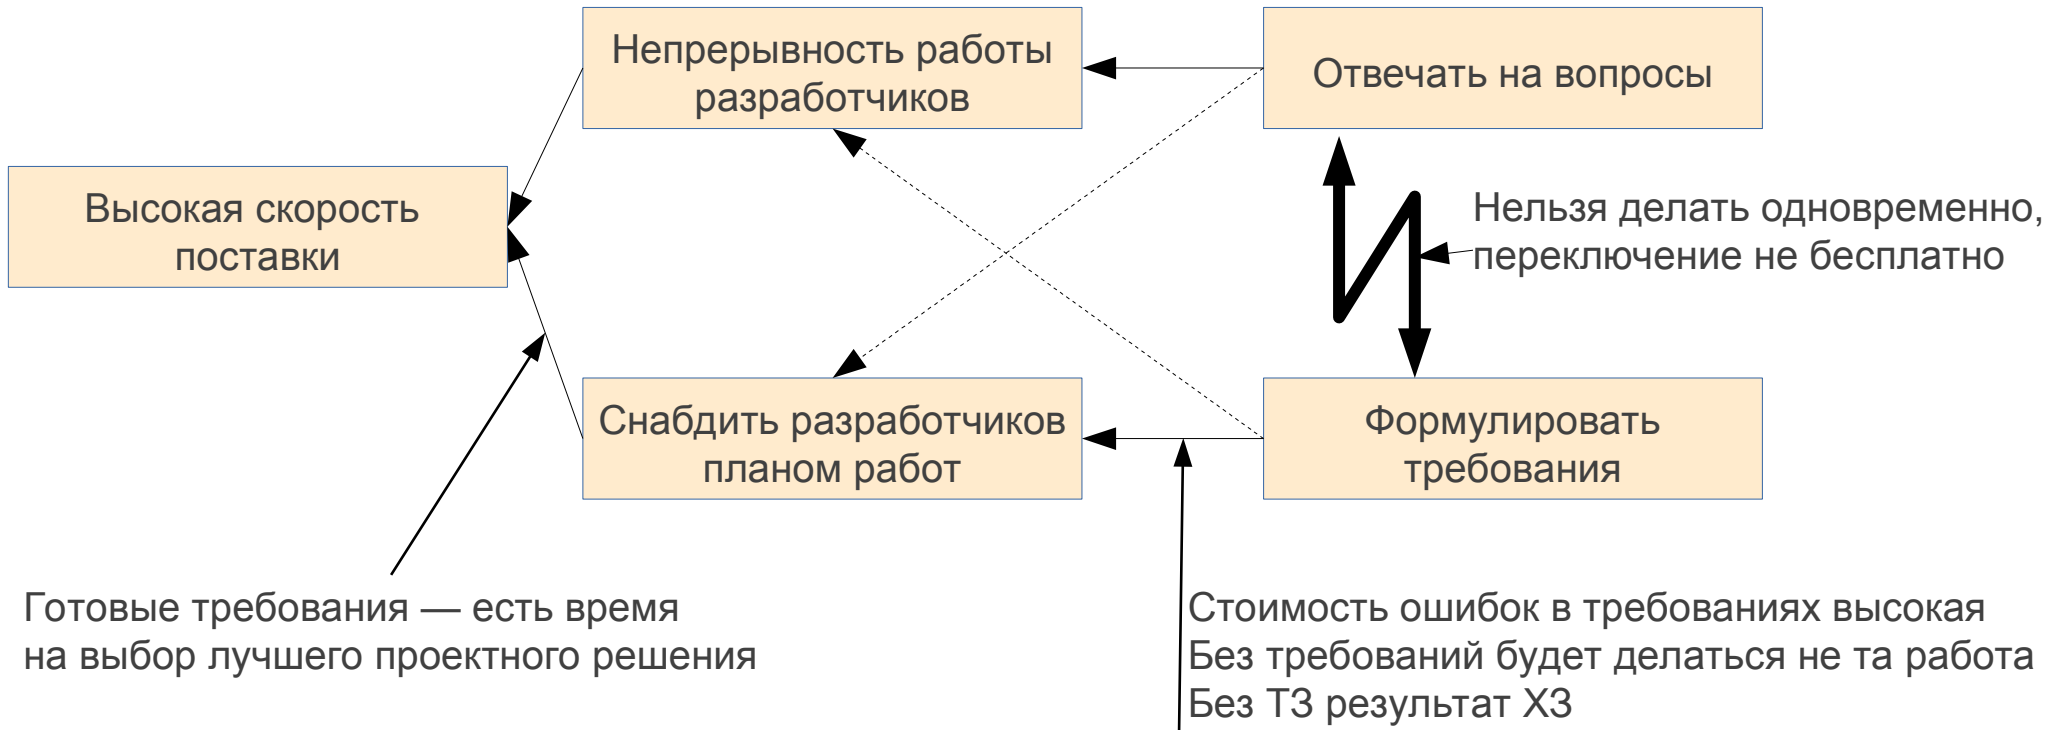 Непрерывность работы
разработчиков
Отвечать на вопросы
Высокая скорость
поставки
Нельзя делать одновременно,
переключение не бесплатно
Снабдить разработчиков
планом работ
Формулировать
требования
Готовые требования — есть время
на выбор лучшего проектного решения
Стоимость ошибок в требованиях высокая
Без требований будет делаться не та работа
Без ТЗ результат ХЗ